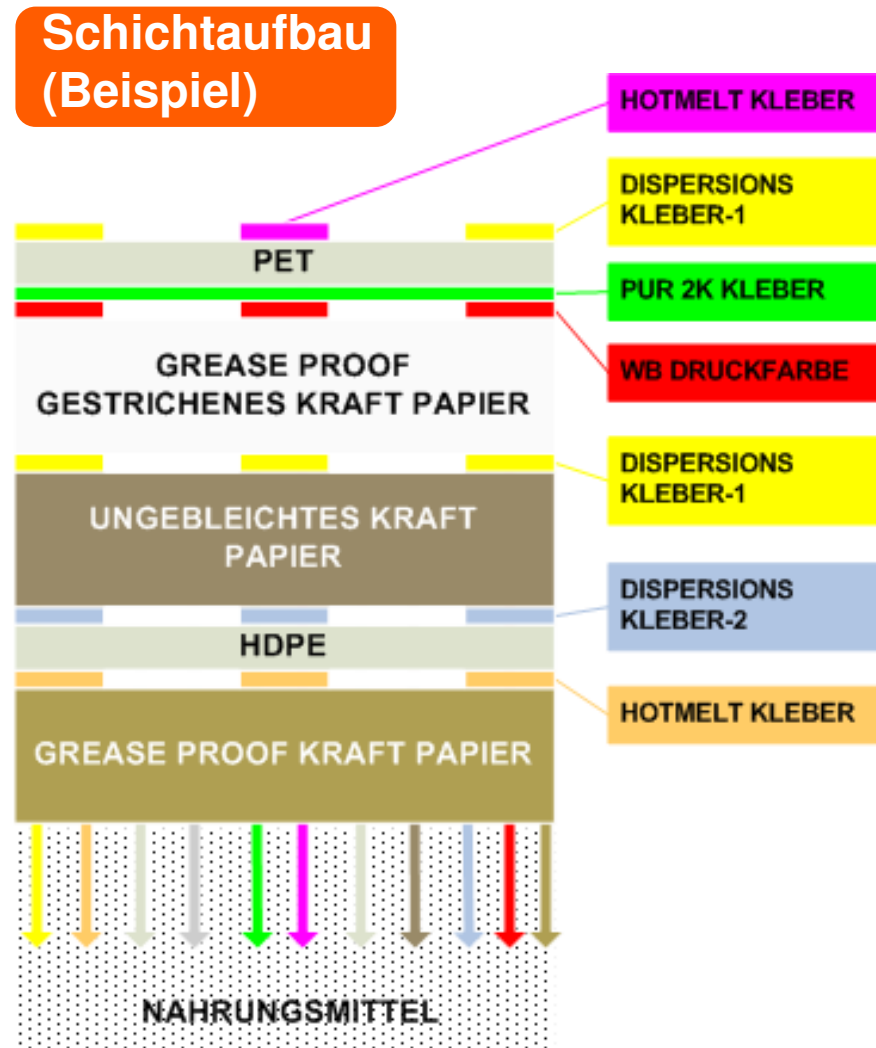 Schichtaufbau
(Beispiel)
HOTMELT KLEBER
DISPERSIONS
KLEBER-1
PET
PUR 2K KLEBER
WB DRUCKFARBE
GREASE PROOF
GESTRICHENES KRAFT PAPIER
DISPERSIONS
KLEBER-1
UNGEBLEICHTES KRAFT
PAPIER
DISPERSIONS
KLEBER-2
HDPE
HOTMELT KLEBER
GREASE PROOF KRAFT PAPIER
NAHRUNGSMITTEL